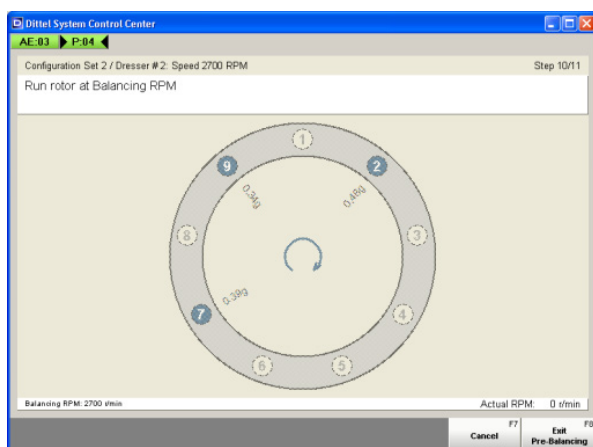 Dittel System Control Center
AE:03 P:04
Configuration Set 2 / Dresser #2: Speed 2700 RPM Step 10/11
Run rotor at Balancing RPM
1
9 2
0.34g 0.48g
8 3
0.39g
7 4
6 5
Balancing RPM: 2700 r/min Actual RPM: 0 r/min
F7 F8
Cancel Exit
Pre-Balancing